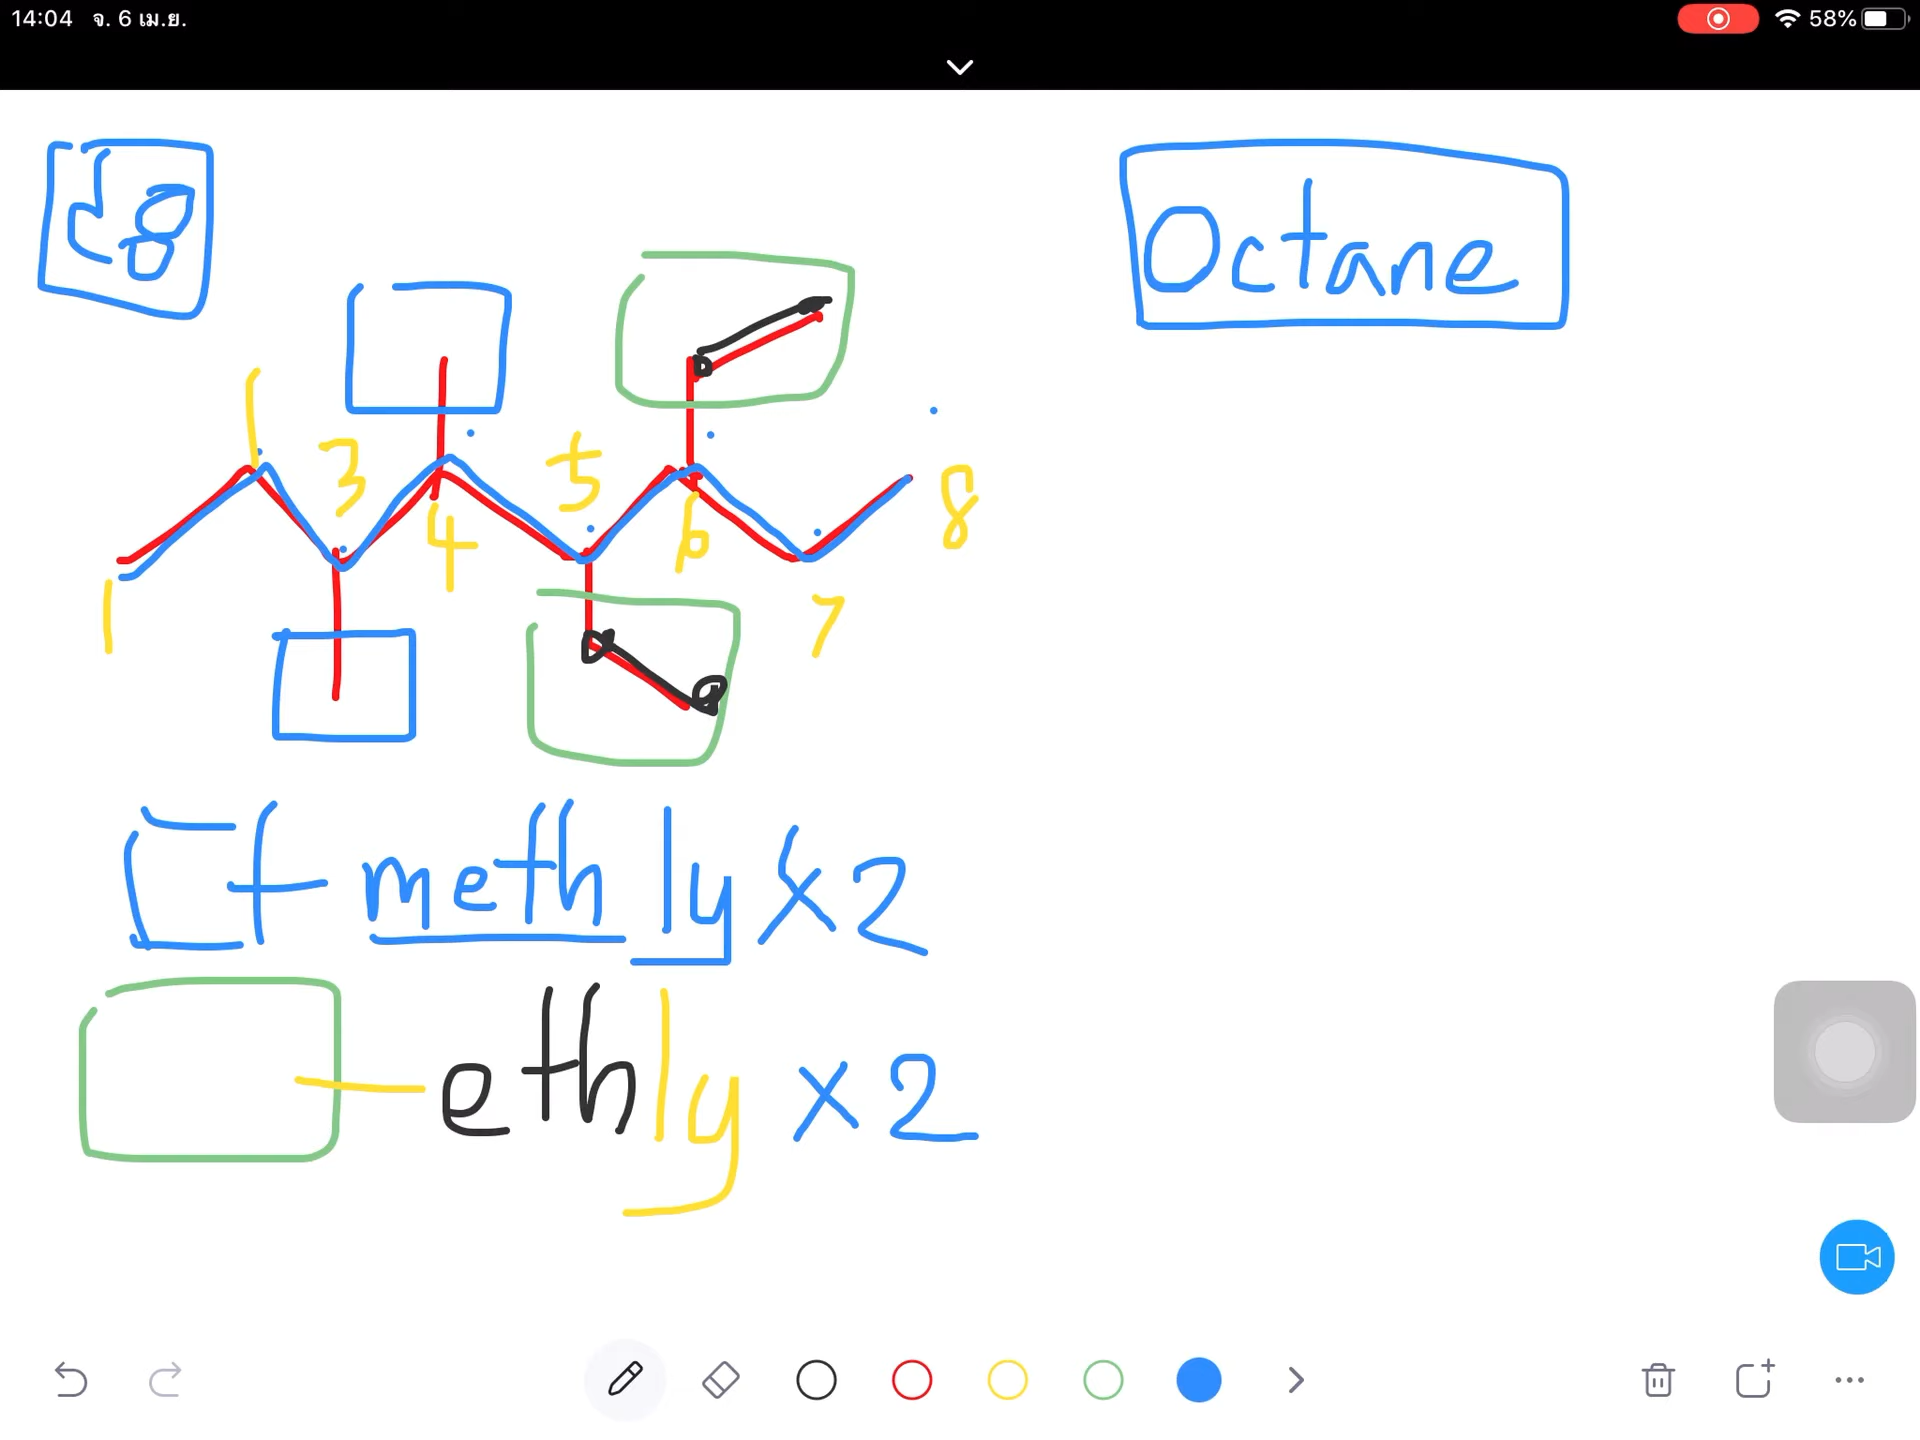 14:04 จ. 6 เม.ย. 58%
C8
Octane
1 3 4 5 6 7 8
methly x2
ethly x2